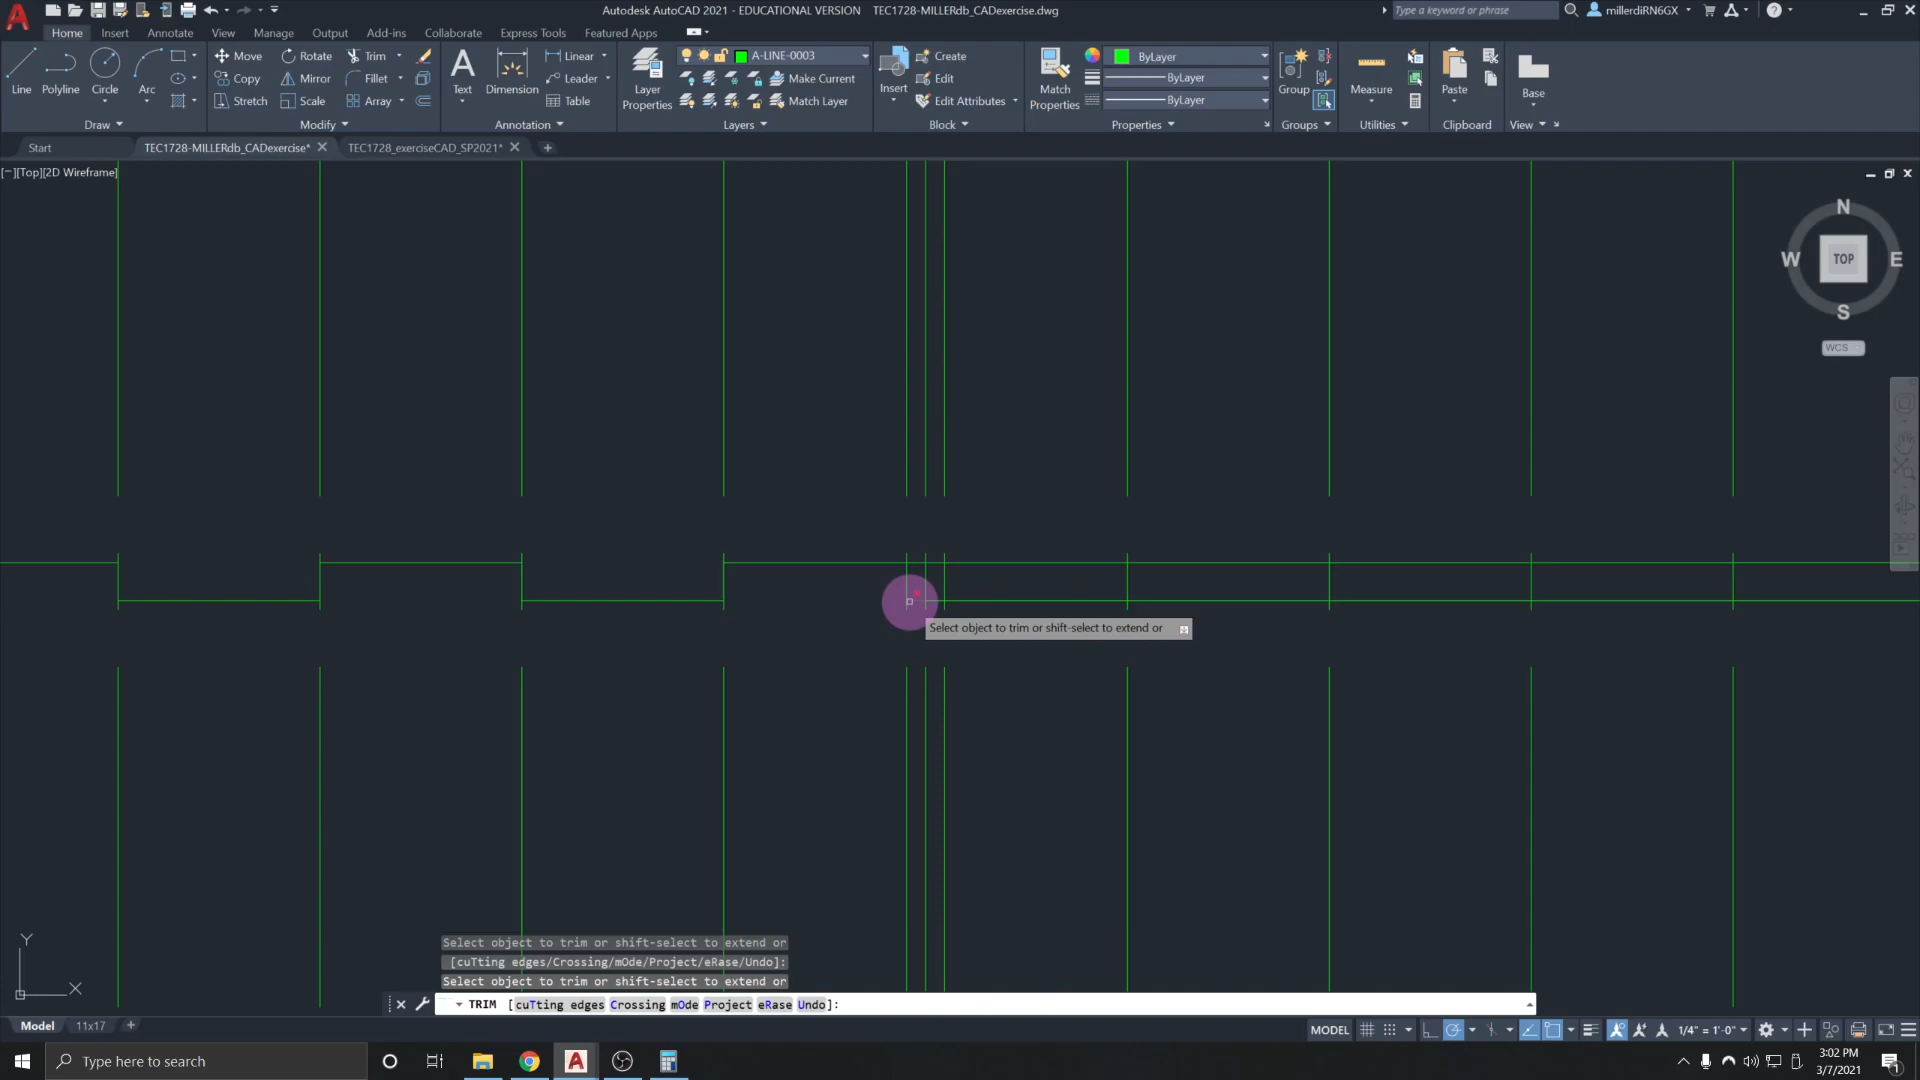 Autodesk AutoCAD 2021 - EDUCATIONAL VERSION TEC1728-MILLERdb_CADexercise.dwg
Type a keyword or phrase
millerdiRN6GX
Home Insert Annotate View Manage Output Add-ins Collaborate Express Tools Featured Apps
Line Polyline Circle Arc
Move Rotate Trim
Copy Mirror Fillet
Stretch Scale Array
Text Dimension
Linear
Leader
Table
Layer Properties
A-LINE-0003
Make Current
Match Layer
Insert
Create
Edit
Edit Attributes
Match Properties
ByLayer
ByLayer
ByLayer
Group
Measure
Paste
Base
Draw Modify Annotation Layers Block Properties Groups Utilities Clipboard View
Start TEC1728-MILLERdb_CADexercise* TEC1728_exerciseCAD_SP2021*
[−][Top][2D Wireframe]
N
W TOP E
S
WCS
Select object to trim or shift-select to extend or
Y
X
Select object to trim or shift-select to extend or
[cuTting edges/Crossing/mOde/Project/eRase/Undo]:
Select object to trim or shift-select to extend or
TRIM [cuTting edges Crossing mOde Project eRase Undo]:
Model 11x17
MODEL 1/4" = 1'-0"
Type here to search
3:02 PM
3/7/2021
1